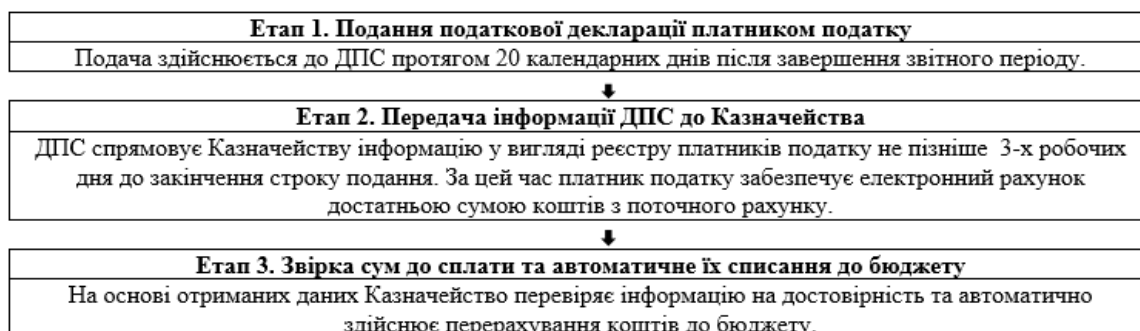 Етап 1. Подання податкової декларації платником податку
Подача здійснюється до ДПС протягом 20 календарних днів після завершення звітного періоду.
Етап 2. Передача інформації ДПС до Казначейства
ДПС спрямовує Казначейству інформацію у вигляді реєстру платників податку не пізніше 3-х робочих
дня до закінчення строку подання. За цей час платник податку забезпечує електронний рахунок
достатньою сумою коштів з поточного рахунку.
Етап 3. Звірка сум до сплати та автоматичне їх списання до бюджету
На основі отриманих даних Казначейство перевіряє інформацію на достовірність та автоматично
здійснює перерахування коштів до бюджету.